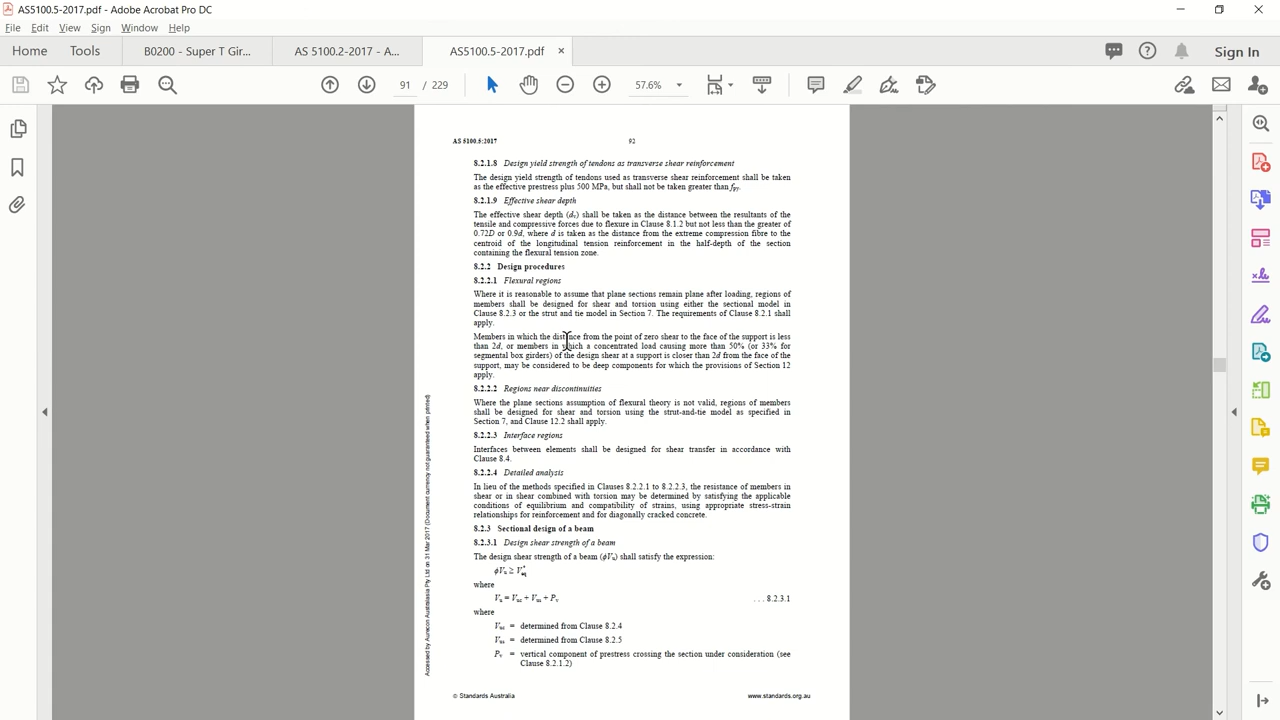 AS5100.5-2017.pdf - Adobe Acrobat Pro DC
File Edit View Sign Window Help
Home Tools B0200 - Super T Gir... AS 5100.2-2017 - A... AS5100.5-2017.pdf × Sign In
91 / 229 57.6%
AS 5100.5:2017 92
8.2.1.8 Design yield strength of tendons as transverse shear reinforcement
The design yield strength of tendons used as transverse shear reinforcement shall be taken
as the effective prestress plus 500 MPa, but shall not be taken greater than fpy.
8.2.1.9 Effective shear depth
The effective shear depth (dv) shall be taken as the distance between the resultants of the
tensile and compressive forces due to flexure in Clause 8.1.2 but not less than the greater of
0.72D or 0.9d, where d is taken as the distance from the extreme compression fibre to the
centroid of the longitudinal tension reinforcement in the half-depth of the section
containing the flexural tension zone.
8.2.2 Design procedures
8.2.2.1 Flexural regions
Where it is reasonable to assume that plane sections remain plane after loading, regions of
members shall be designed for shear and torsion using either the sectional model in
Clause 8.2.3 or the strut and tie model in Section 7. The requirements of Clause 8.2.1 shall
apply.
Members in which the distance from the point of zero shear to the face of the support is less
than 2d, or members in which a concentrated load causing more than 50% (or 33% for
segmental box girders) of the design shear at a support is closer than 2d from the face of the
support, may be considered to be deep components for which the provisions of Section 12
apply.
8.2.2.2 Regions near discontinuities
Where the plane sections assumption of flexural theory is not valid, regions of members
shall be designed for shear and torsion using the strut-and-tie model as specified in
Section 7, and Clause 12.2 shall apply.
8.2.2.3 Interface regions
Interfaces between elements shall be designed for shear transfer in accordance with
Clause 8.4.
8.2.2.4 Detailed analysis
In lieu of the methods specified in Clauses 8.2.2.1 to 8.2.2.3, the resistance of members in
shear or in shear combined with torsion may be determined by satisfying the applicable
conditions of equilibrium and compatibility of strains, using appropriate stress-strain
relationships for reinforcement and for diagonally cracked concrete.
8.2.3 Sectional design of a beam
8.2.3.1 Design shear strength of a beam
The design shear strength of a beam (ϕVu) shall satisfy the expression:
ϕVu ≥ V*eq
where
Vu = Vuc + Vus + Pv . . . 8.2.3.1
where
Vuc = determined from Clause 8.2.4
Vus = determined from Clause 8.2.5
Pv = vertical component of prestress crossing the section under consideration (see
Clause 8.2.1.2)
© Standards Australia www.standards.org.au
Accessed by Aurecon Australasia Pty Ltd on 31 Mar 2017 (Document currency not guaranteed when printed)